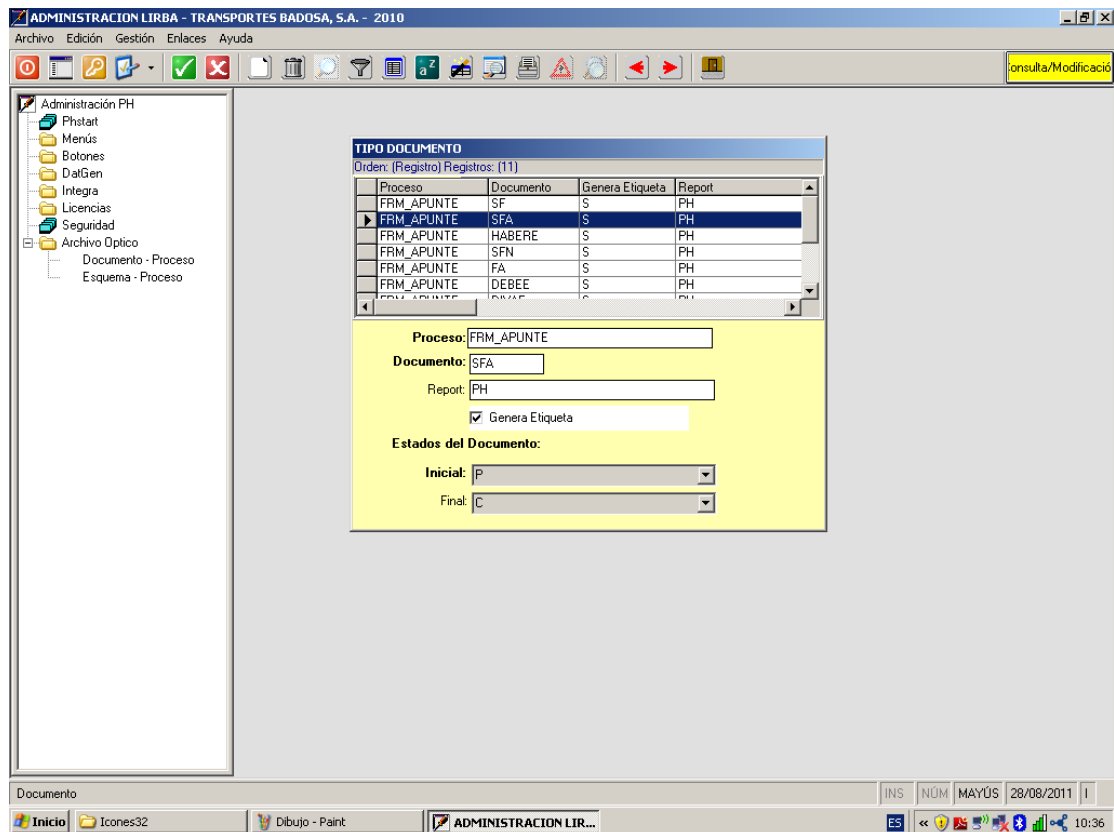 ADMINISTRACION LIRBA - TRANSPORTES BADOSA, S.A. - 2010
Archivo Edición Gestión Enlaces Ayuda
Consulta/Modificació
Administración PH
Phstart
Menús
Botones
DatGen
Integra
Licencias
Seguridad
Archivo Optico
Documento - Proceso
Esquema - Proceso
TIPO DOCUMENTO
Orden: (Registro) Registros: (11)
Proceso Documento Genera Etiqueta Report
FRM_APUNTE SF S PH
FRM_APUNTE SFA S PH
FRM_APUNTE HABERE S PH
FRM_APUNTE SFN S PH
FRM_APUNTE FA S PH
FRM_APUNTE DEBEE S PH
Proceso: FRM_APUNTE
Documento: SFA
Report: PH
Genera Etiqueta
Estados del Documento:
Inicial: P
Final: C
Documento INS NÚM MAYÚS 28/08/2011 I
Inicio Icones32 Dibujo - Paint ADMINISTRACION LIR... ES « 10:36